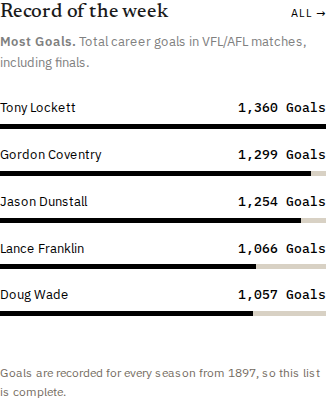 Record of the week
ALL →
Most Goals. Total career goals in VFL/AFL matches,
including finals.
Tony Lockett 1,360 Goals
Gordon Coventry 1,299 Goals
Jason Dunstall 1,254 Goals
Lance Franklin 1,066 Goals
Doug Wade 1,057 Goals
Goals are recorded for every season from 1897, so this list
is complete.